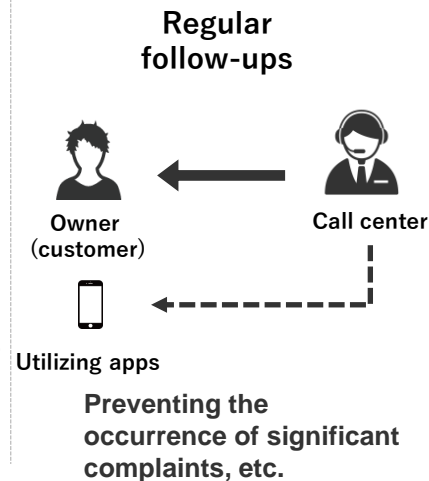 Regular
follow-ups
Owner
(customer)
Call center
Utilizing apps
Preventing the
occurrence of significant
complaints, etc.